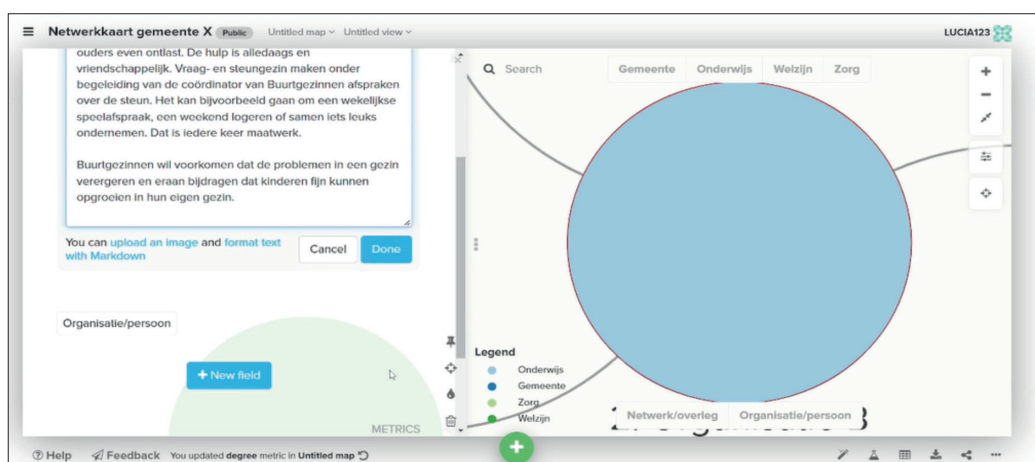 Netwerkkaart gemeente X Public Untitled map Untitled view LUCIA123
ouders even ontlast. De hulp is alledaags en
vriendschappelijk. Vraag- en steungezin maken onder
begeleiding van de coördinator van Buurtgezinnen afspraken
over de steun. Het kan bijvoorbeeld gaan om een wekelijkse
speelafspraak, een weekend logeren of samen iets leuks
ondernemen. Dat is iedere keer maatwerk.
Buurtgezinnen wil voorkomen dat de problemen in een gezin
verergeren en eraan bijdragen dat kinderen fijn kunnen
opgroeien in hun eigen gezin.
You can upload an image and format text
with Markdown
Cancel Done
Organisatie/persoon
+ New field
METRICS
Search Gemeente Onderwijs Welzijn Zorg
Legend
Onderwijs
Gemeente
Zorg
Welzijn
Netwerk/overleg Organisatie/persoon
Help Feedback You updated degree metric in Untitled map